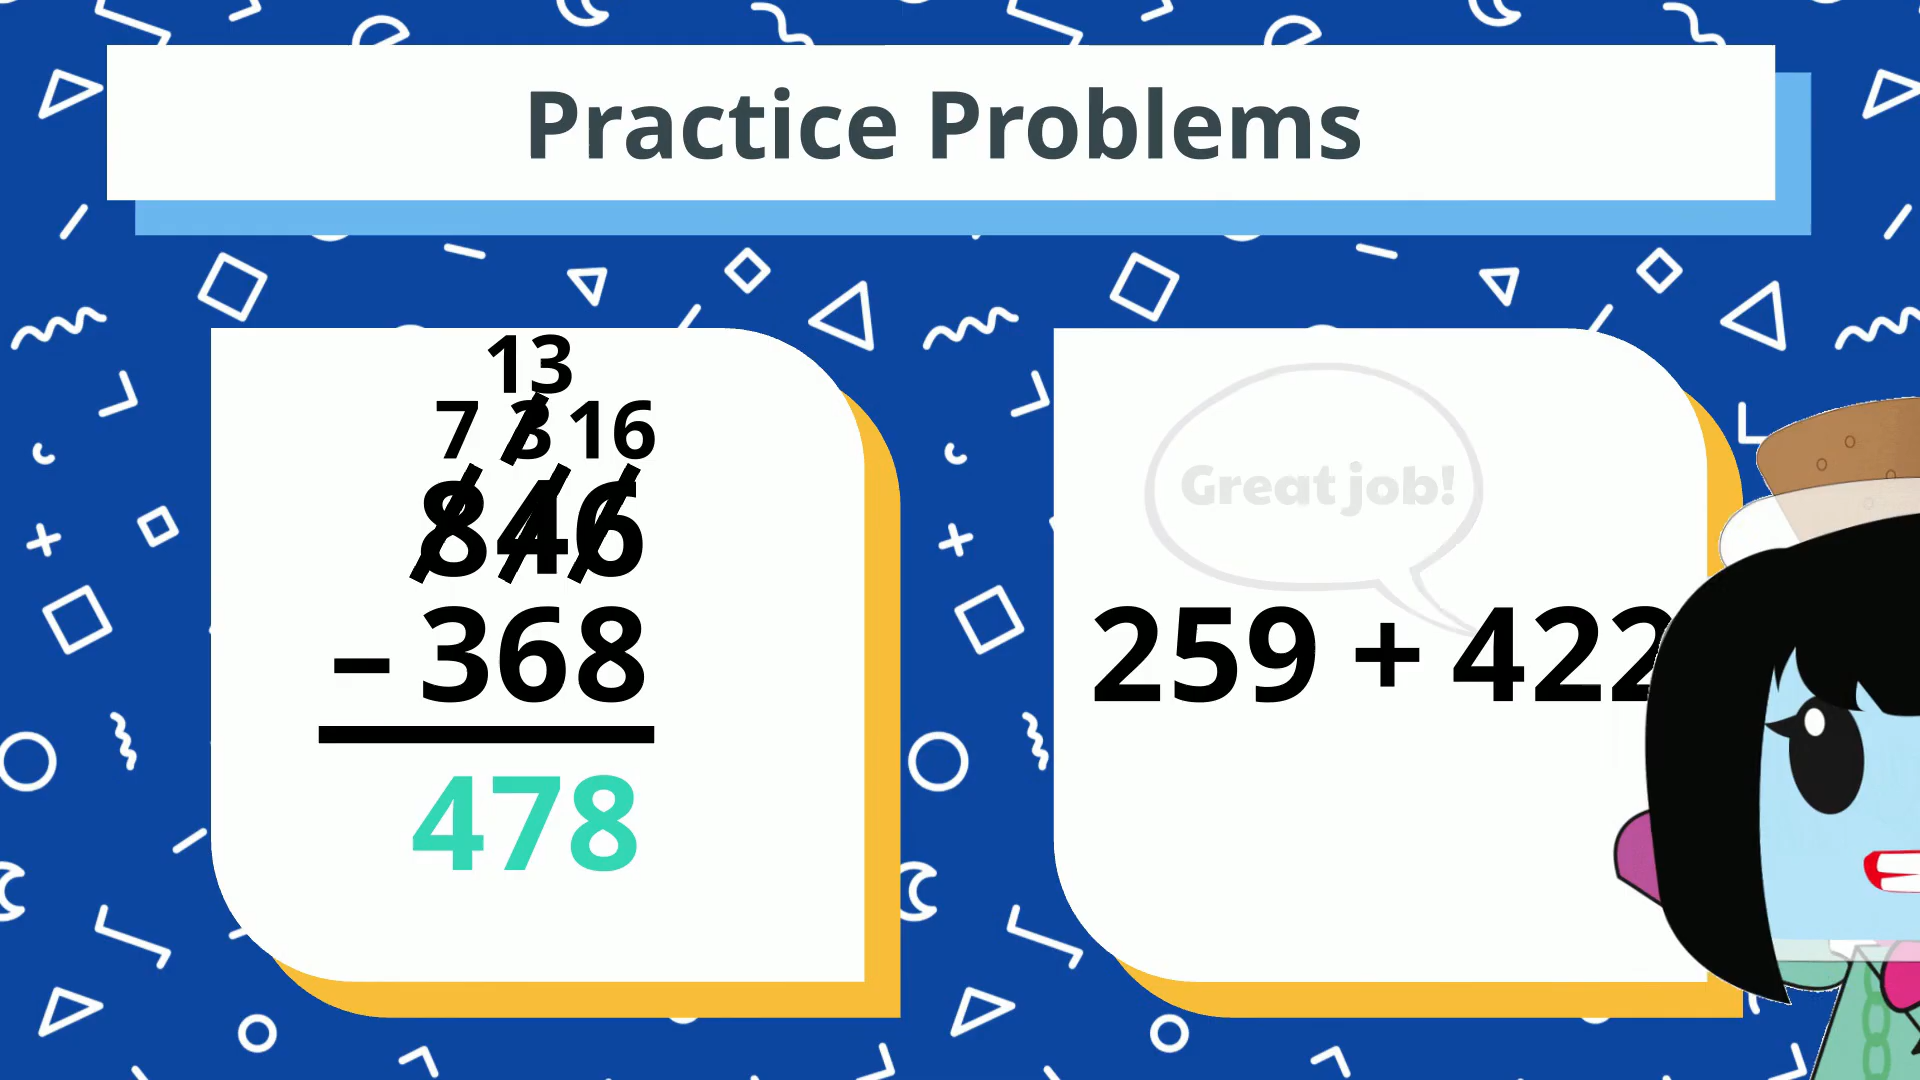 Practice Problems
13
7 3 16
846
– 368
478
Great job!
259 + 422